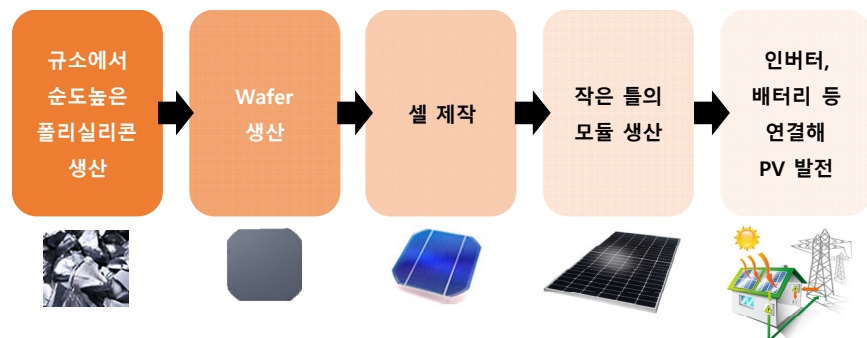 규소에서
순도높은
폴리실리콘
생산
Wafer
생산
셀 제작
작은 틀의
모듈 생산
인버터,
배터리 등
연결해
PV 발전